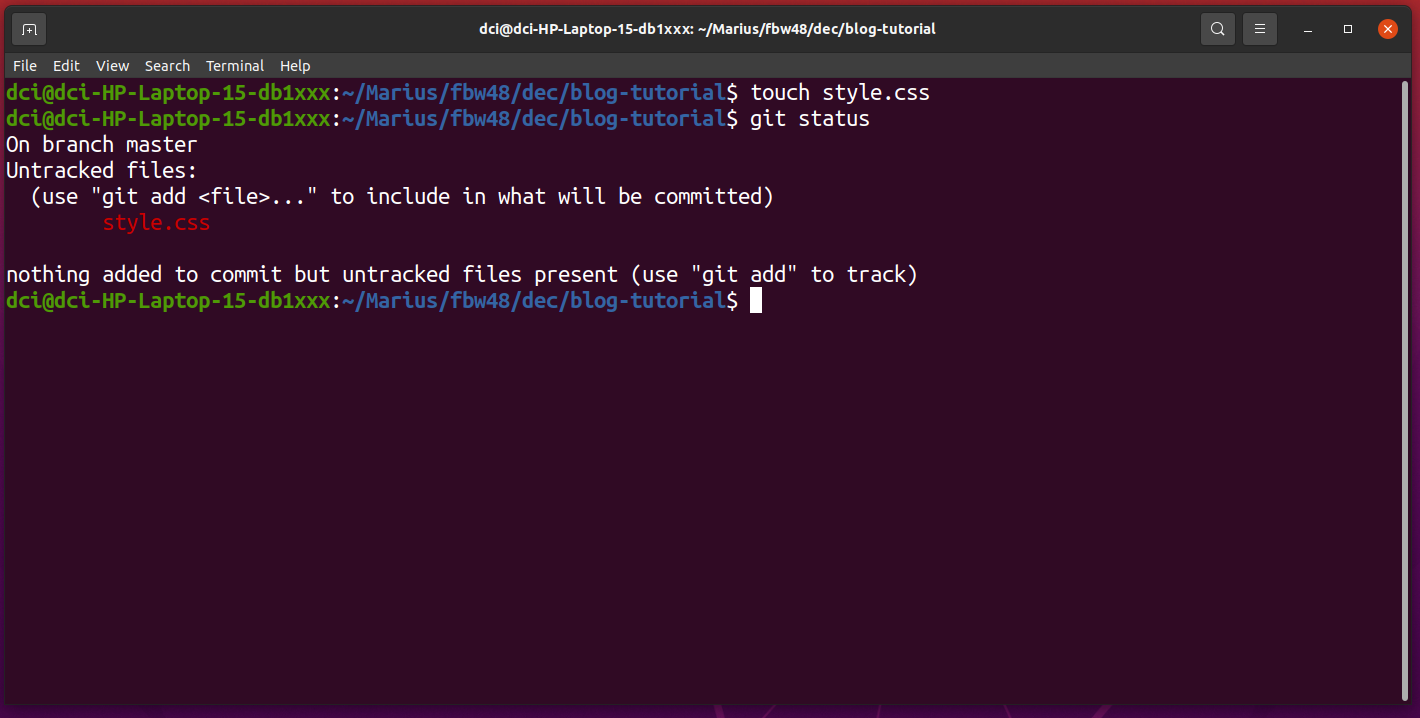 dci@dci-HP-Laptop-15-db1xxx: ~/Marius/fbw48/dec/blog-tutorial
File Edit View Search Terminal Help
dci@dci-HP-Laptop-15-db1xxx:~/Marius/fbw48/dec/blog-tutorial$ touch style.css
dci@dci-HP-Laptop-15-db1xxx:~/Marius/fbw48/dec/blog-tutorial$ git status
On branch master
Untracked files:
  (use "git add <file>..." to include in what will be committed)
        style.css

nothing added to commit but untracked files present (use "git add" to track)
dci@dci-HP-Laptop-15-db1xxx:~/Marius/fbw48/dec/blog-tutorial$